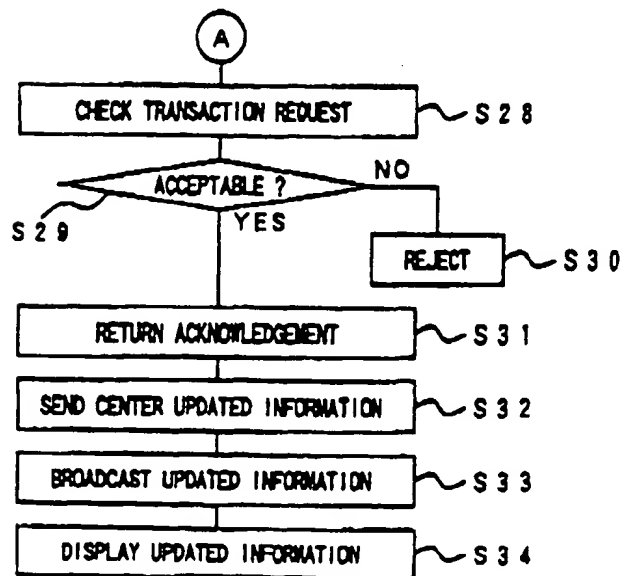 A
CHECK TRANSACTION REQUEST S28
ACCEPTABLE ? NO
S29 YES
REJECT S30
RETURN ACKNOWLEDGEMENT S31
SEND CENTER UPDATED INFORMATION S32
BROADCAST UPDATED INFORMATION S33
DISPLAY UPDATED INFORMATION S34